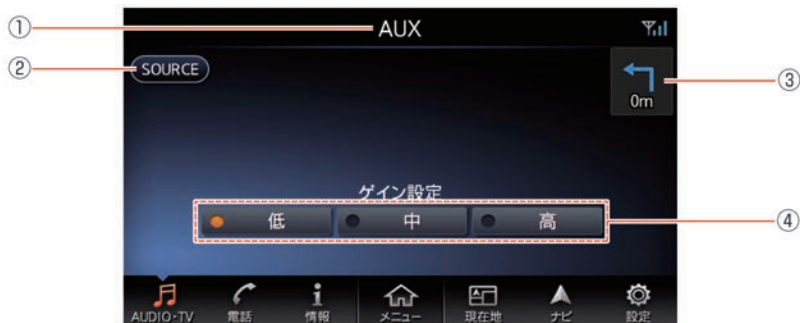 ① AUX
② SOURCE
③
0m
ゲイン設定
低 中 高 ④
AUDIO・TV 電話 情報 メニュー 現在地 ナビ 設定